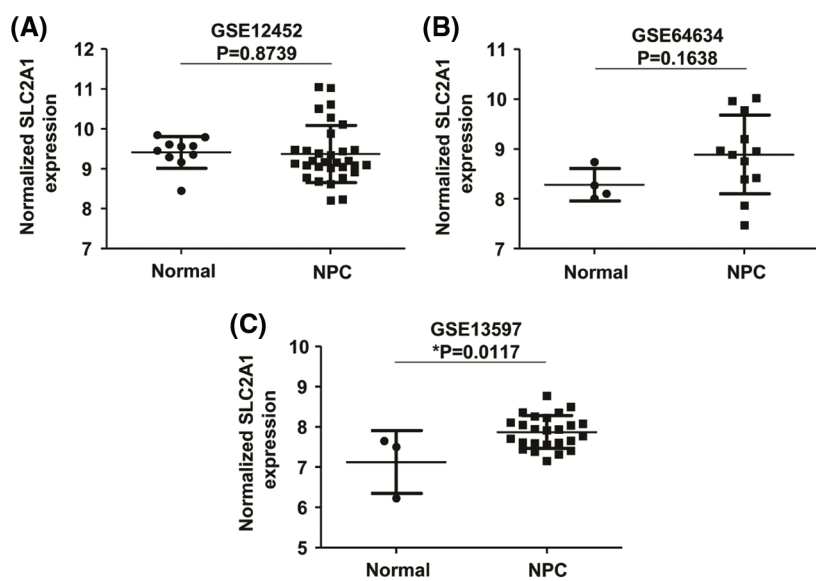 (A)
GSE12452
P=0.8739
Normalized SLC2A1
expression
12
11
10
9
8
7
Normal
NPC
(B)
GSE64634
P=0.1638
Normalized SLC2A1
expression
11
10
9
8
7
Normal
NPC
(C)
GSE13597
*P=0.0117
Normalized SLC2A1
expression
10
9
8
7
6
5
Normal
NPC